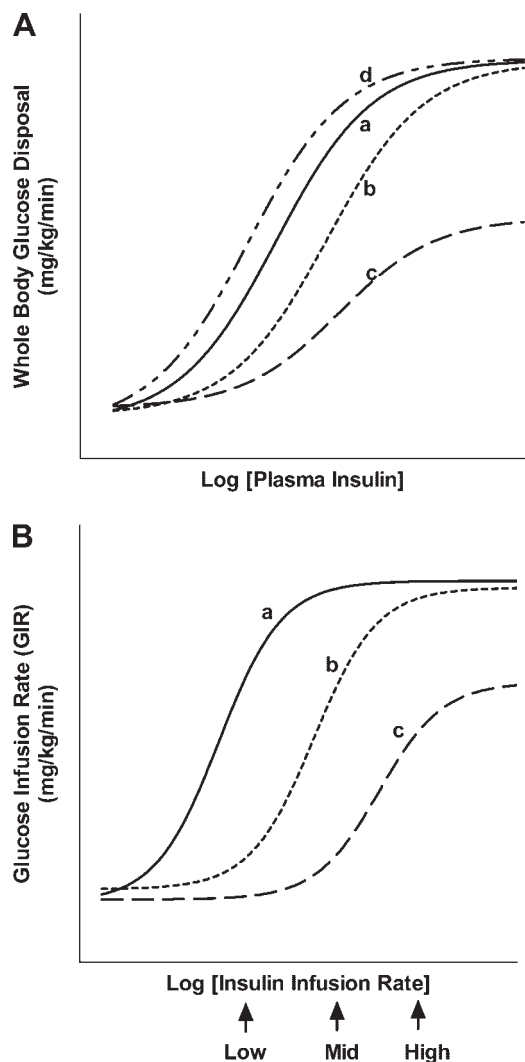 A
Whole Body Glucose Disposal
(mg/kg/min)
d
a
b
c
Log [Plasma Insulin]
B
Glucose Infusion Rate (GIR)
(mg/kg/min)
a
b
c
Log [Insulin Infusion Rate]
Low Mid High